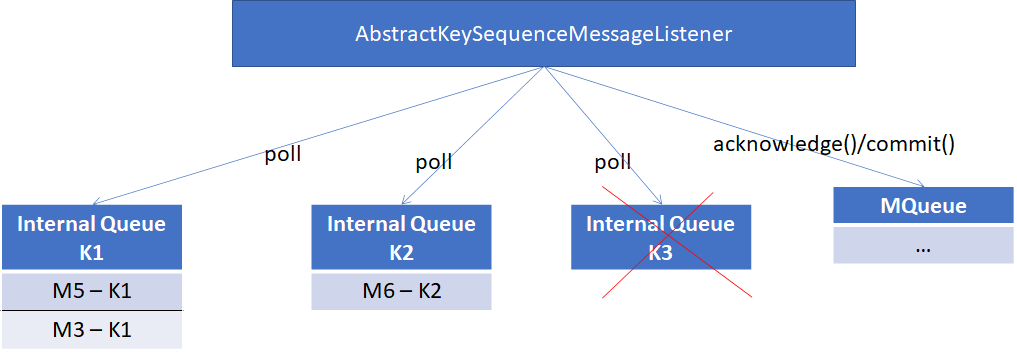 AbstractKeySequenceMessageListener
poll
poll
poll
acknowledge()/commit()
Internal Queue
K1
M5 – K1
M3 – K1
Internal Queue
K2
M6 – K2
Internal Queue
K3
MQueue
...